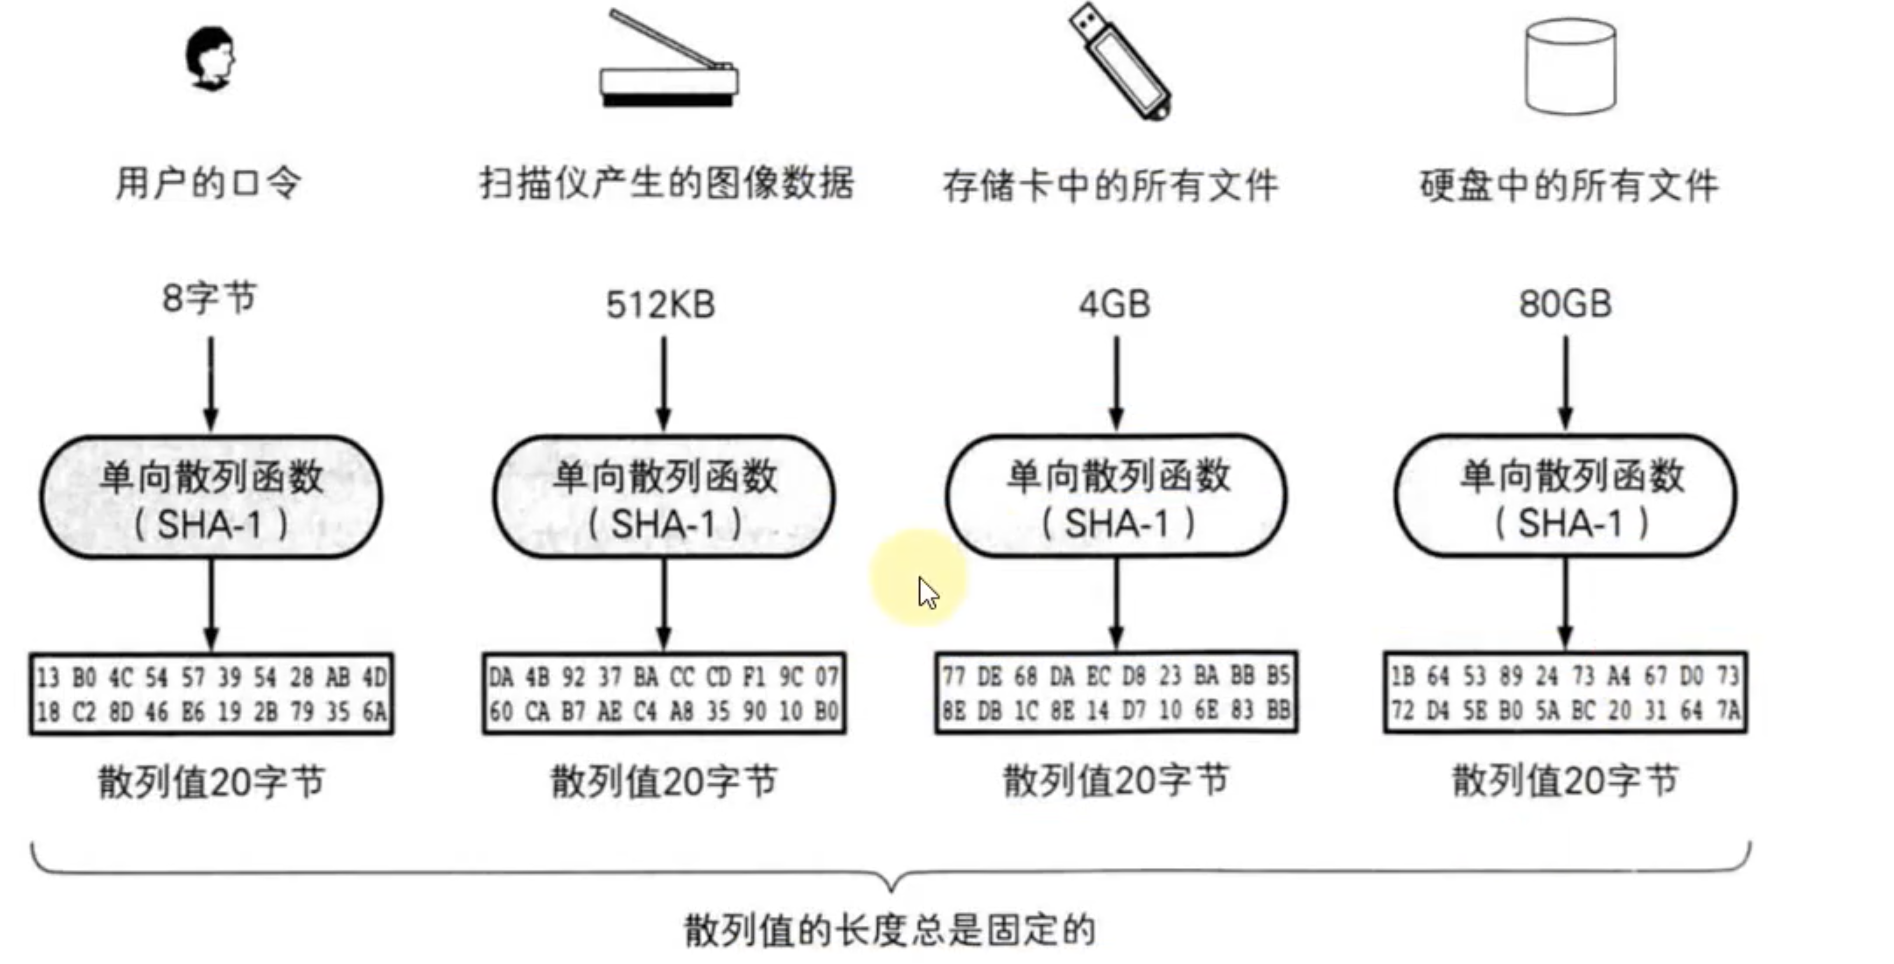 用户的口令
扫描仪产生的图像数据
存储卡中的所有文件
硬盘中的所有文件
8字节
512KB
4GB
80GB
单向散列函数
(SHA-1)
单向散列函数
(SHA-1)
单向散列函数
(SHA-1)
单向散列函数
(SHA-1)
13 B0 4C 54 57 39 54 28 AB 4D
18 C2 8D 46 E6 19 2B 79 35 6A
DA 4B 92 37 BA CC CD F1 9C 07
60 CA B7 AE C4 A8 35 90 10 B0
77 DE 68 DA EC D8 23 BA BB B5
8E DB 1C 8E 14 D7 10 6E 83 BB
1B 64 53 89 24 73 A4 67 D0 73
72 D4 5E B0 5A BC 20 31 64 7A
散列值20字节
散列值20字节
散列值20字节
散列值20字节
散列值的长度总是固定的